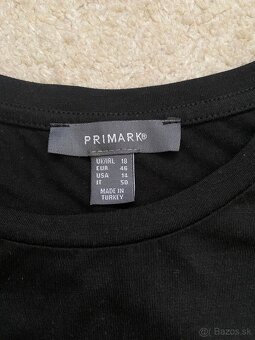 PRIMARK®
UK/IRL 18
EUR 46
USA 14
IT 50
MADE IN
TURKEY
Bazos.sk